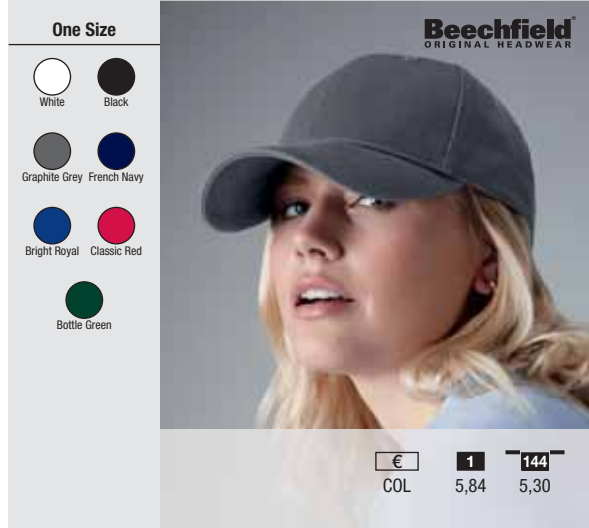 One Size
White Black
Graphite Grey French Navy
Bright Royal Classic Red
Bottle Green
Beechfield®
ORIGINAL HEADWEAR
€ 1 144
COL 5,84 5,30